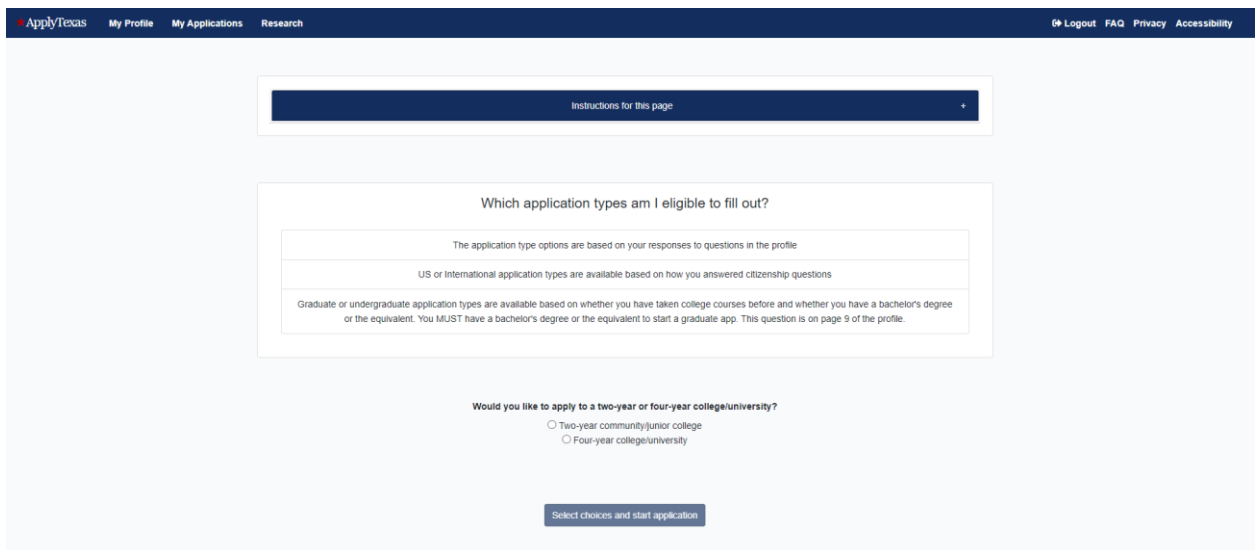 ApplyTexas My Profile My Applications Research Logout FAQ Privacy Accessibility
Instructions for this page +
Which application types am I eligible to fill out?
The application type options are based on your responses to questions in the profile
US or International application types are available based on how you answered citizenship questions
Graduate or undergraduate application types are available based on whether you have taken college courses before and whether you have a bachelor's degree
or the equivalent. You MUST have a bachelor's degree or the equivalent to start a graduate app. This question is on page 9 of the profile.
Would you like to apply to a two-year or four-year college/university?
Two-year community/junior college
Four-year college/university
Select choices and start application